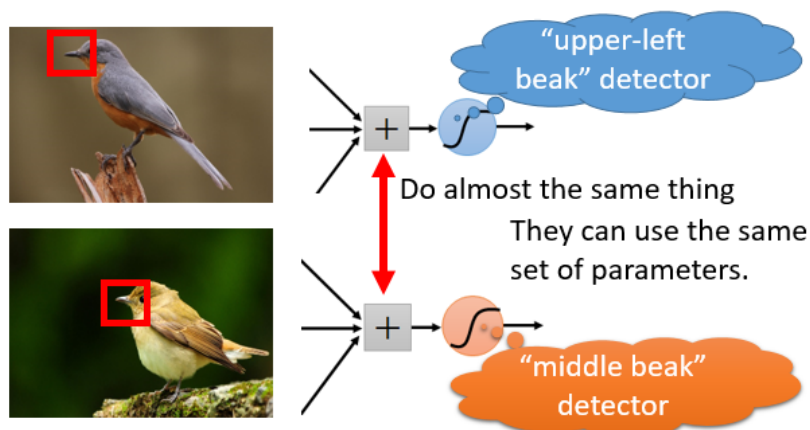 “upper-left
beak” detector
+
Do almost the same thing
They can use the same
set of parameters.
+
“middle beak”
detector